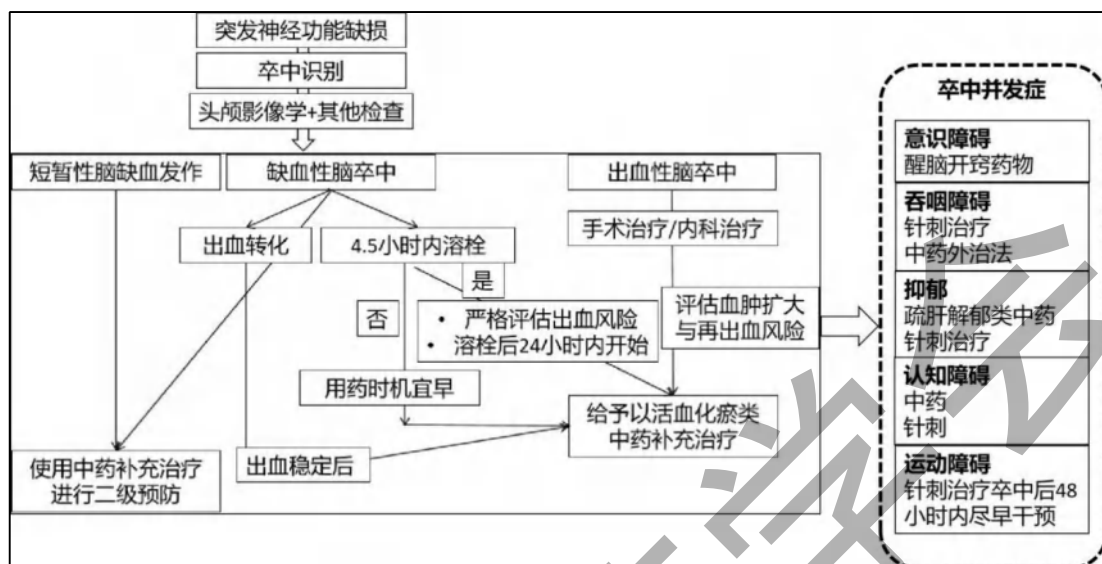 突发神经功能缺损
卒中识别
头颅影像学+其他检查
短暂性脑缺血发作
缺血性脑卒中
出血性脑卒中
出血转化
4.5小时内溶栓
手术治疗/内科治疗
是
否
• 严格评估出血风险
• 溶栓后24小时内开始
评估血肿扩大
与再出血风险
用药时机宜早
给予以活血化瘀类
中药补充治疗
出血稳定后
使用中药补充治疗
进行二级预防
卒中并发症
意识障碍
醒脑开窍药物
吞咽障碍
针刺治疗
中药外治法
抑郁
疏肝解郁类中药
针刺治疗
认知障碍
中药
针刺
运动障碍
针刺治疗卒中后48
小时内尽早干预
学会